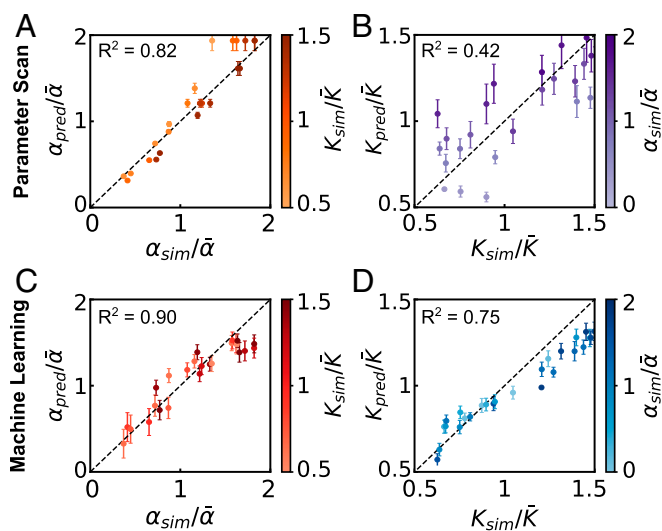 A
R² = 0.82
2
1
0
0
1
2
α_pred/ᾱ
α_sim/ᾱ
1.5
0.5
K_sim/K̄
B
R² = 0.42
1.5
1
0.5
0.5
1
1.5
K_pred/K̄
K_sim/K̄
2
1
0
α_sim/ᾱ
Parameter Scan
C
R² = 0.90
2
1
0
0
1
2
α_pred/ᾱ
α_sim/ᾱ
1.5
0.5
K_sim/K̄
D
R² = 0.75
1.5
1
0.5
0.5
1
1.5
K_pred/K̄
K_sim/K̄
2
1
0
α_sim/ᾱ
Machine Learning